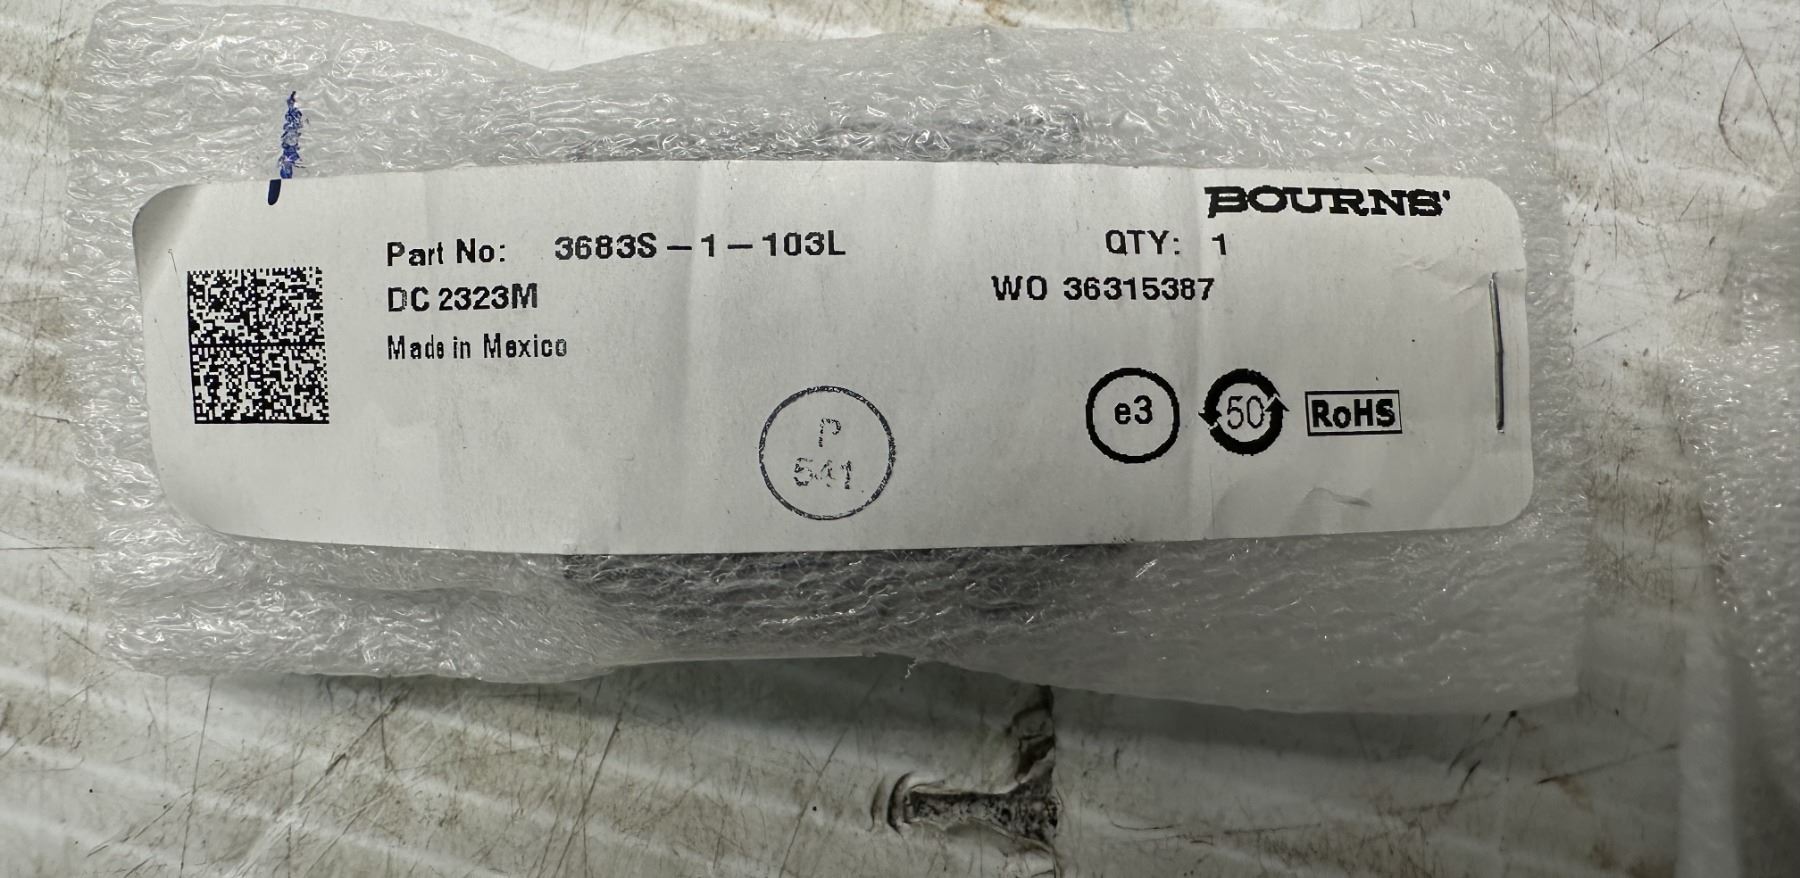 BOURNS®
Part No: 3683S-1-103L
QTY: 1
DC 2323M
WO 36315387
Made in Mexico
P
541
e3
50
RoHS